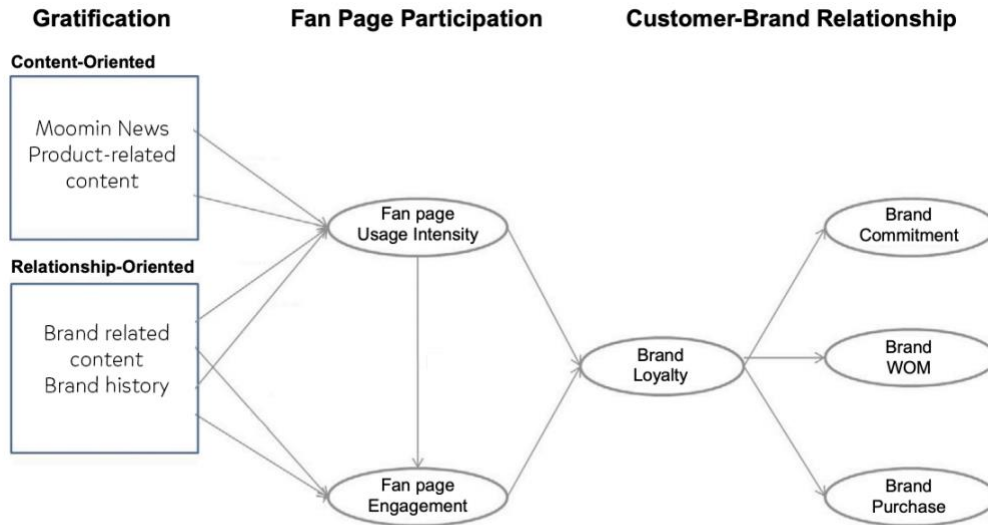 Gratification
Fan Page Participation
Customer-Brand Relationship
Content-Oriented
Moomin News
Product-related
content
Relationship-Oriented
Brand related
content
Brand history
Fan page
Usage Intensity
Fan page
Engagement
Brand
Loyalty
Brand
Commitment
Brand
WOM
Brand
Purchase